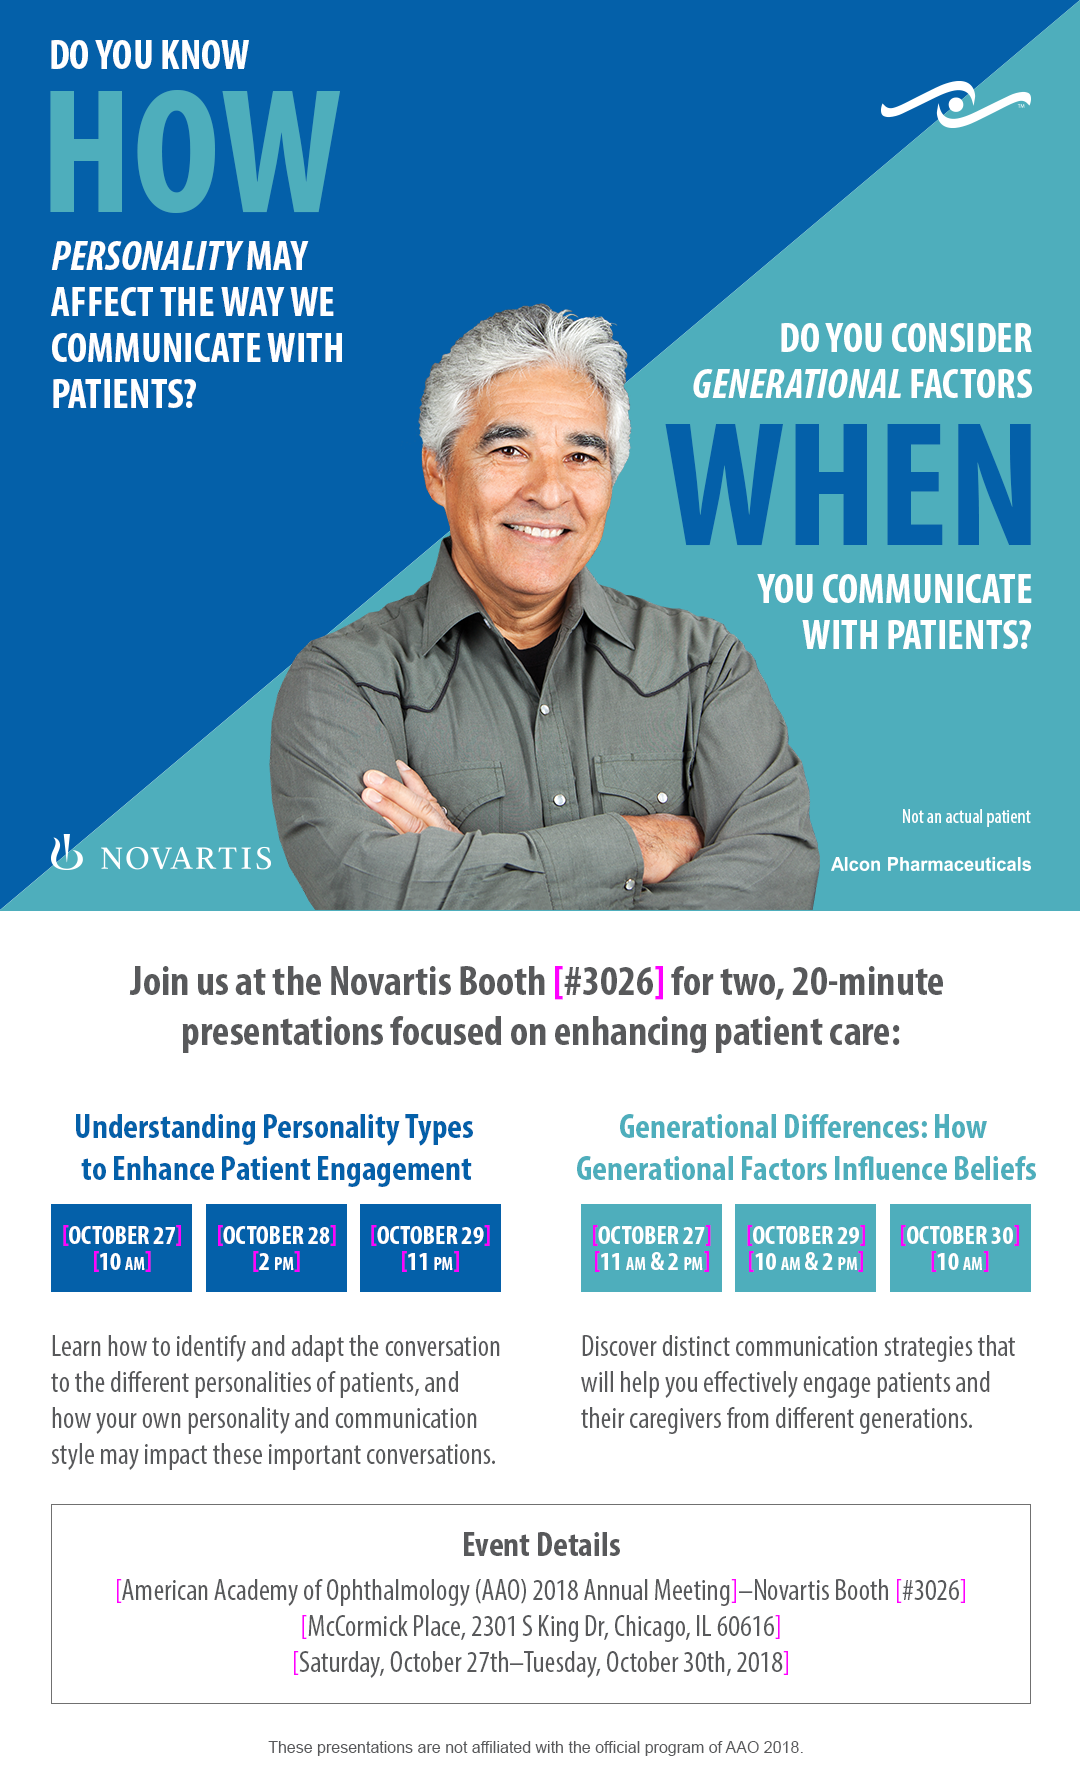 DO YOU KNOW
HOW
PERSONALITY MAY
AFFECT THE WAY WE
COMMUNICATE WITH
PATIENTS?
™
DO YOU CONSIDER
GENERATIONAL FACTORS
WHEN
YOU COMMUNICATE
WITH PATIENTS?
Not an actual patient
NOVARTIS
Alcon Pharmaceuticals
Join us at the Novartis Booth [#3026] for two, 20-minute
presentations focused on enhancing patient care:
Understanding Personality Types
to Enhance Patient Engagement
[OCTOBER 27]
[10 AM]
[OCTOBER 28]
[2 PM]
[OCTOBER 29]
[11 PM]
Learn how to identify and adapt the conversation
to the different personalities of patients, and
how your own personality and communication
style may impact these important conversations.
Generational Differences: How
Generational Factors Influence Beliefs
[OCTOBER 27]
[11 AM & 2 PM]
[OCTOBER 29]
[10 AM & 2 PM]
[OCTOBER 30]
[10 AM]
Discover distinct communication strategies that
will help you effectively engage patients and
their caregivers from different generations.
Event Details
[American Academy of Ophthalmology (AAO) 2018 Annual Meeting]–Novartis Booth [#3026]
[McCormick Place, 2301 S King Dr, Chicago, IL 60616]
[Saturday, October 27th–Tuesday, October 30th, 2018]
These presentations are not affiliated with the official program of AAO 2018.